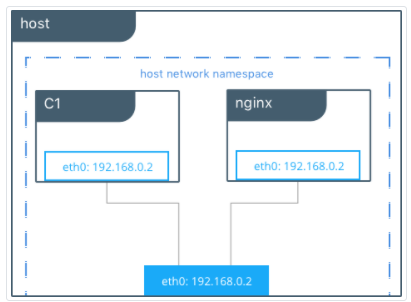 host
host network namespace
C1
nginx
eth0: 192.168.0.2
eth0: 192.168.0.2
eth0: 192.168.0.2